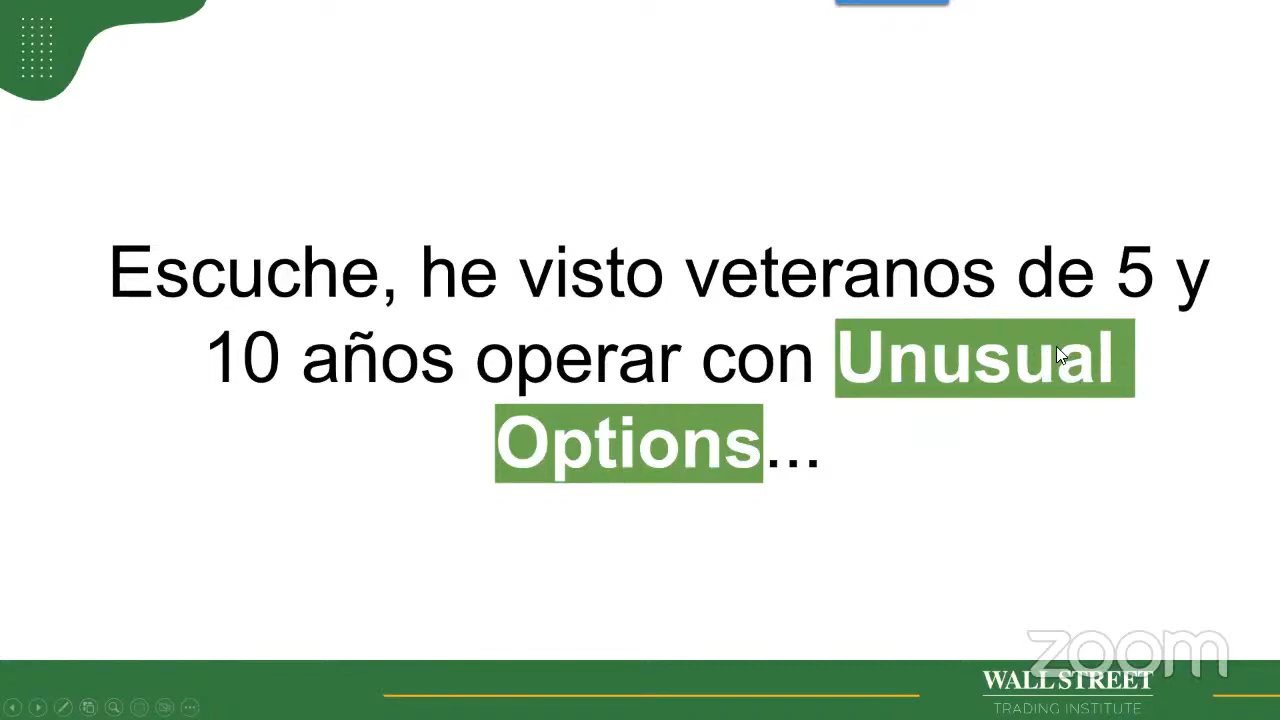 Escuche, he visto veteranos de 5 y
10 años operar con Unusual
Options...
zoom
WALL STREET
TRADING INSTITUTE